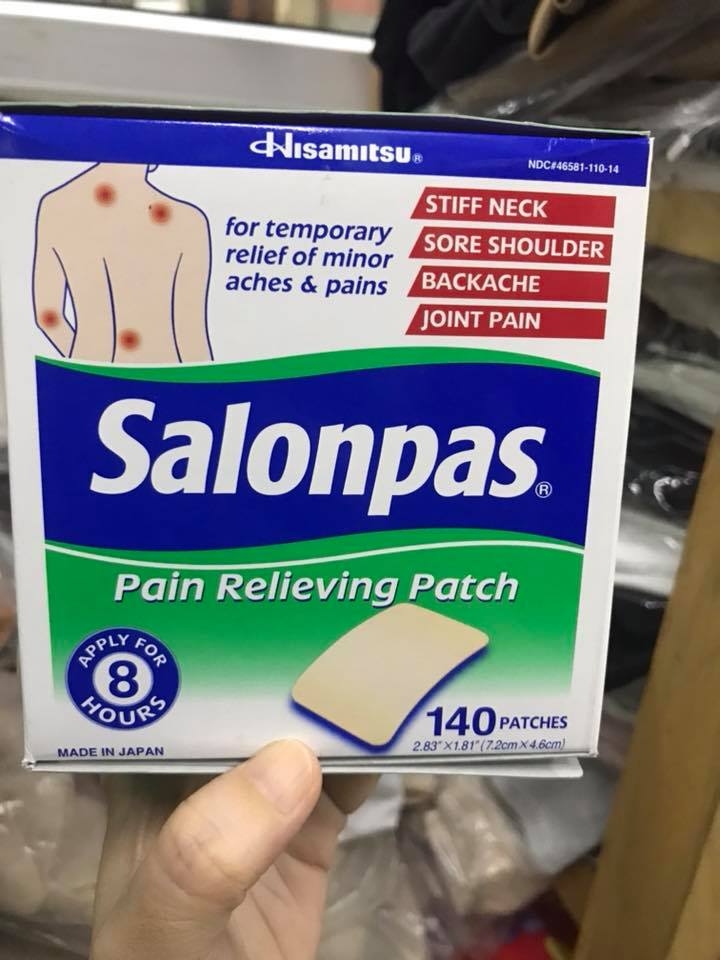 Hisamitsu®
NDC#46581-110-14
for temporary
relief of minor
aches & pains
STIFF NECK
SORE SHOULDER
BACKACHE
JOINT PAIN
Salonpas®
Pain Relieving Patch
APPLY FOR
8
HOURS
140 PATCHES
2.83"X1.81" (7.2cm X 4.6cm)
MADE IN JAPAN